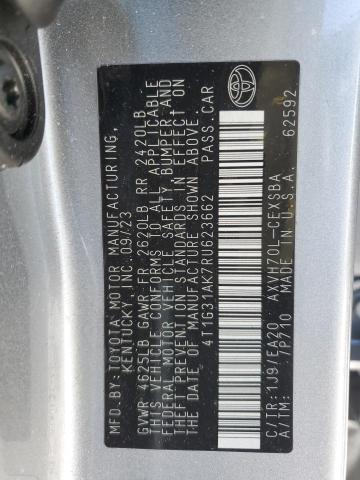 MFD.BY:TOYOTA MOTOR MANUFACTURING,
KENTUCKY, INC. 09/23
GVWR 4625LB GAWR FR 2620LB RR 2420LB
THIS VEHICLE CONFORMS TO ALL APPLICABLE
FEDERAL MOTOR VEHICLE SAFETY, BUMPER, AND
THEFT PREVENTION STANDARDS IN EFFECT ON
THE DATE OF MANUFACTURE SHOWN ABOVE.
4T1G31AK7RU623662 PASS.CAR
C/TR: 1J9/EA20 AXVH70L-CEXSBA
A/TM: /P710 MADE IN U.S.A. 62592